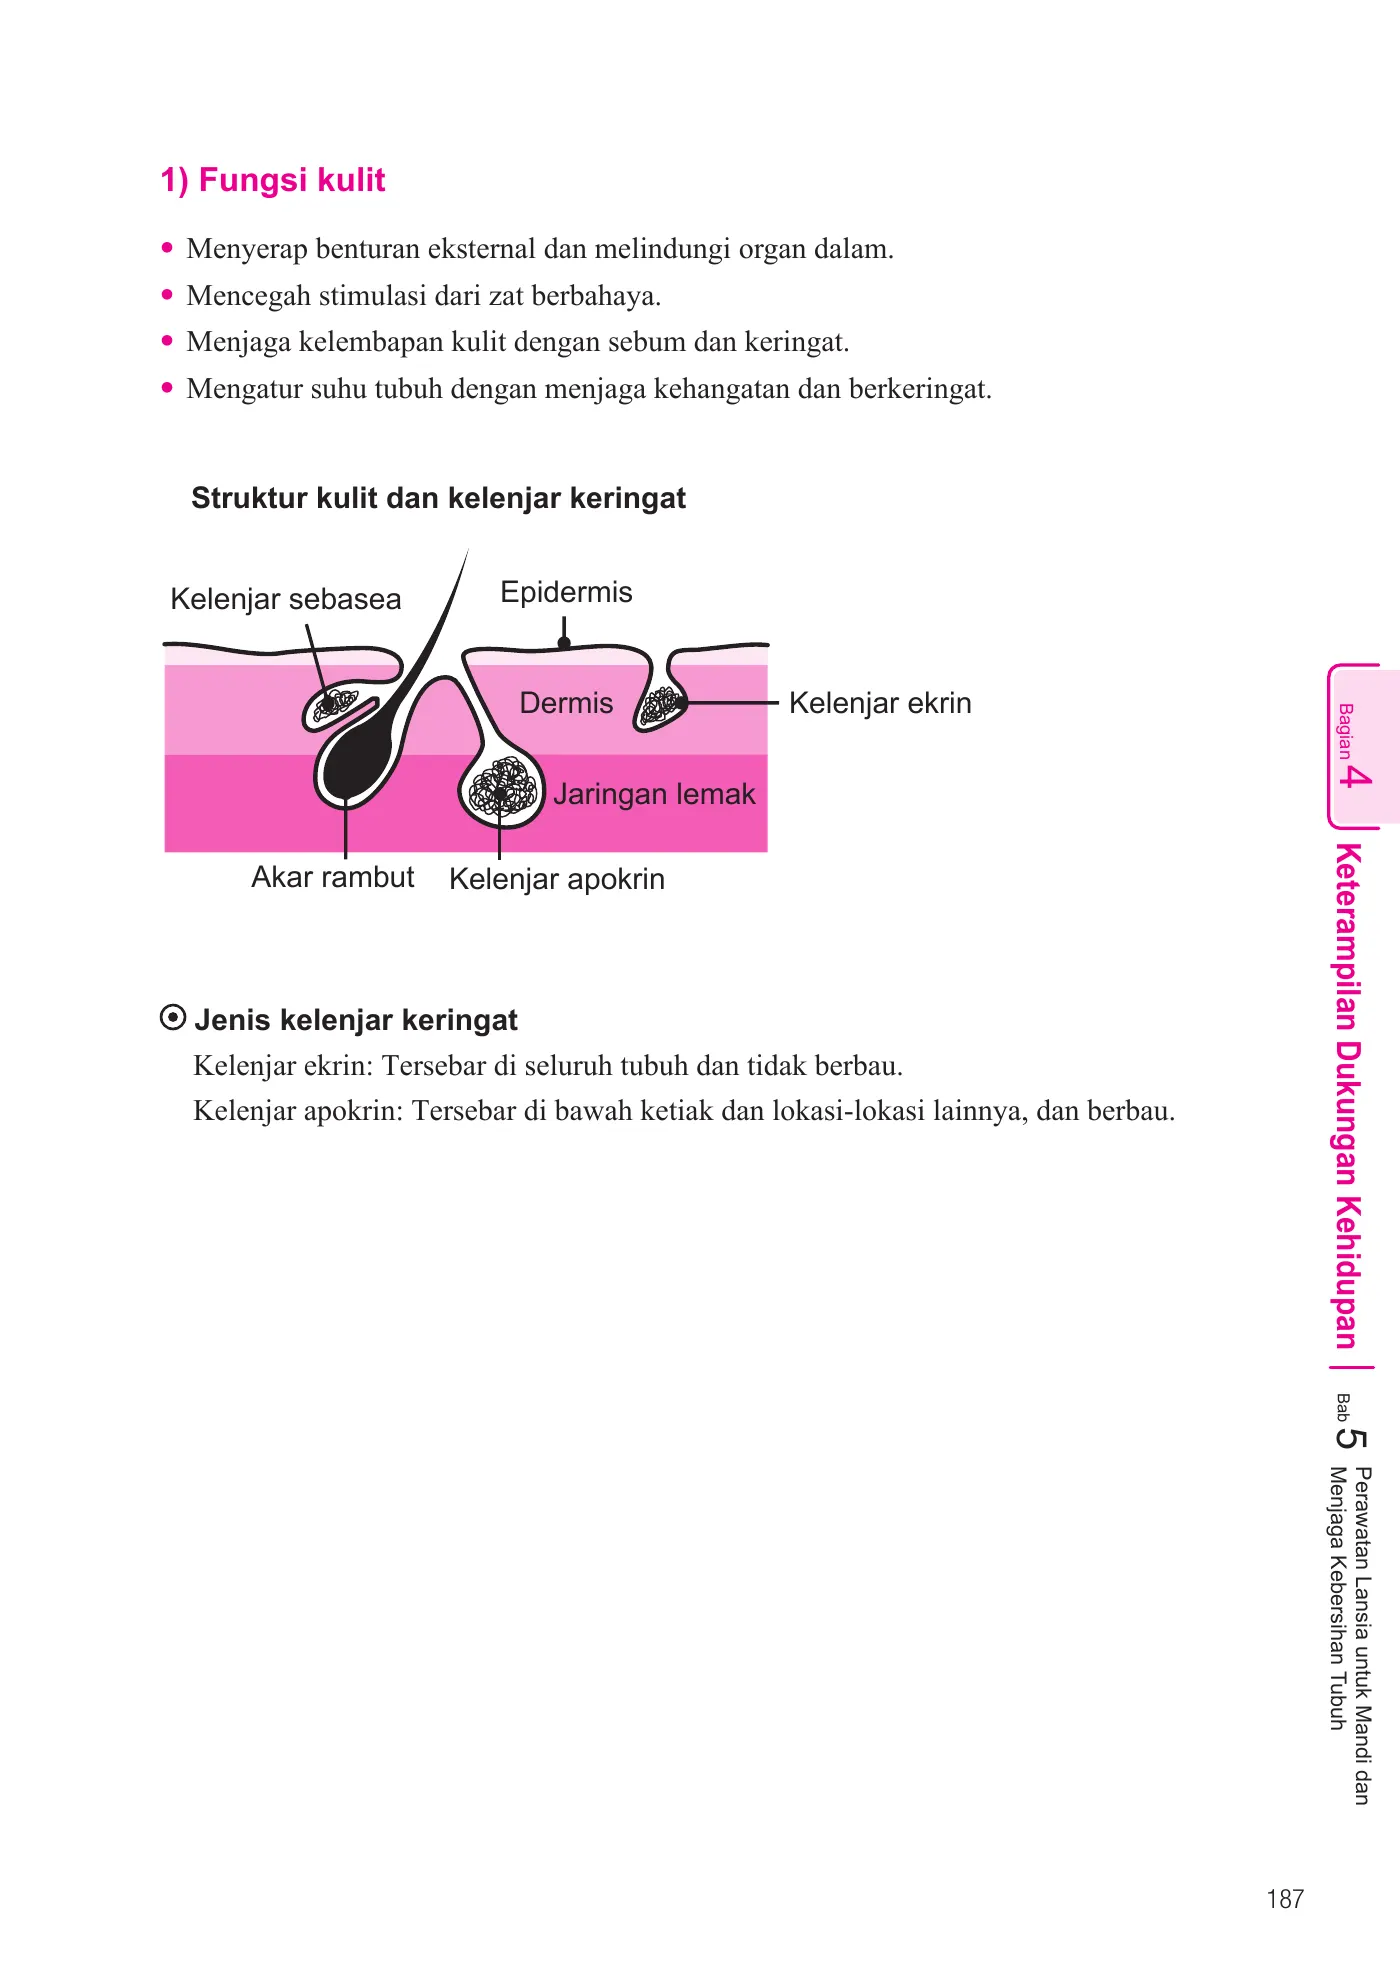 1) Fungsi kulit
• Menyerap benturan eksternal dan melindungi organ dalam.
• Mencegah stimulasi dari zat berbahaya.
• Menjaga kelembapan kulit dengan sebum dan keringat.
• Mengatur suhu tubuh dengan menjaga kehangatan dan berkeringat.
Struktur kulit dan kelenjar keringat
Kelenjar sebasea
Epidermis
Dermis
Kelenjar ekrin
Jaringan lemak
Akar rambut
Kelenjar apokrin
Jenis kelenjar keringat
Kelenjar ekrin: Tersebar di seluruh tubuh dan tidak berbau.
Kelenjar apokrin: Tersebar di bawah ketiak dan lokasi-lokasi lainnya, dan berbau.
Bagian 4
Keterampilan Dukungan Kehidupan
Bab 5
Perawatan Lansia untuk Mandi dan
Menjaga Kebersihan Tubuh
187